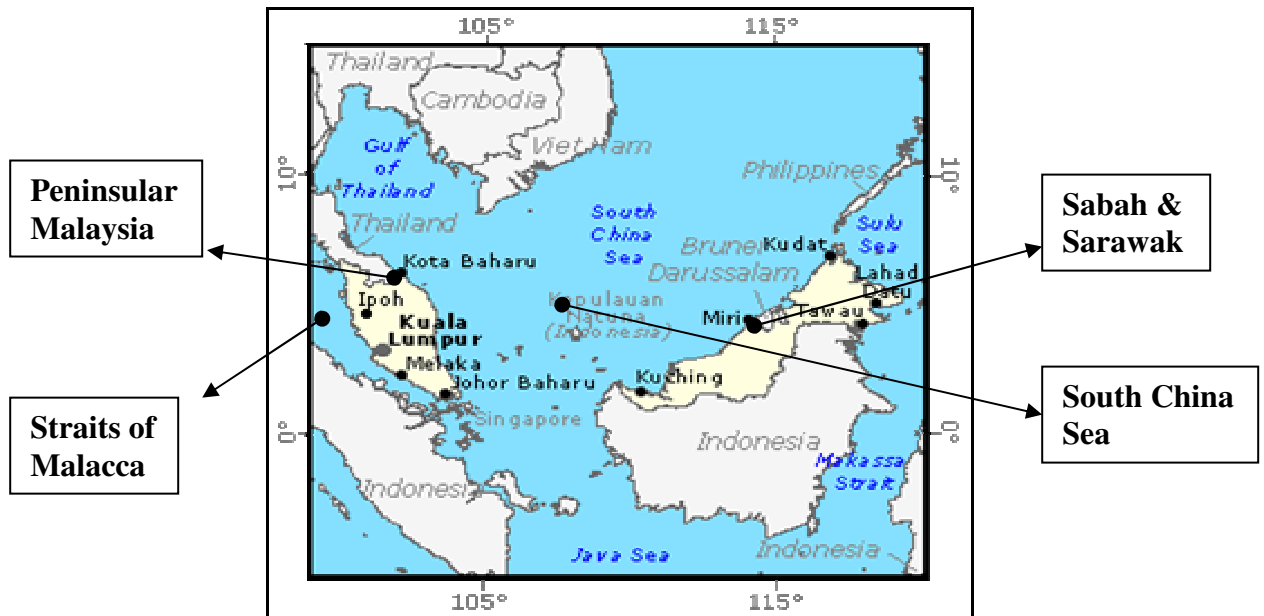 105°
115°
Thailand
Cambodia
Viet Nam
Gulf
of
Thailand
10°
10°
Philippines
Peninsular
Malaysia
Sabah &
Sarawak
Thailand
South
China
Sea
Sulu
Sea
Brunei
Darussalam
Kudat
Kota Baharu
Lahad
Datu
Ipoh
Kepulauan
Natuna
(Indonesia)
Miri
Tawau
Kuala
Lumpur
Melaka
Johor Baharu
Kuching
Singapore
Straits of
Malacca
South China
Sea
0°
0°
Indonesia
Makassa
Strait
Indonesi
Java Sea
Indonesia
105°
115°